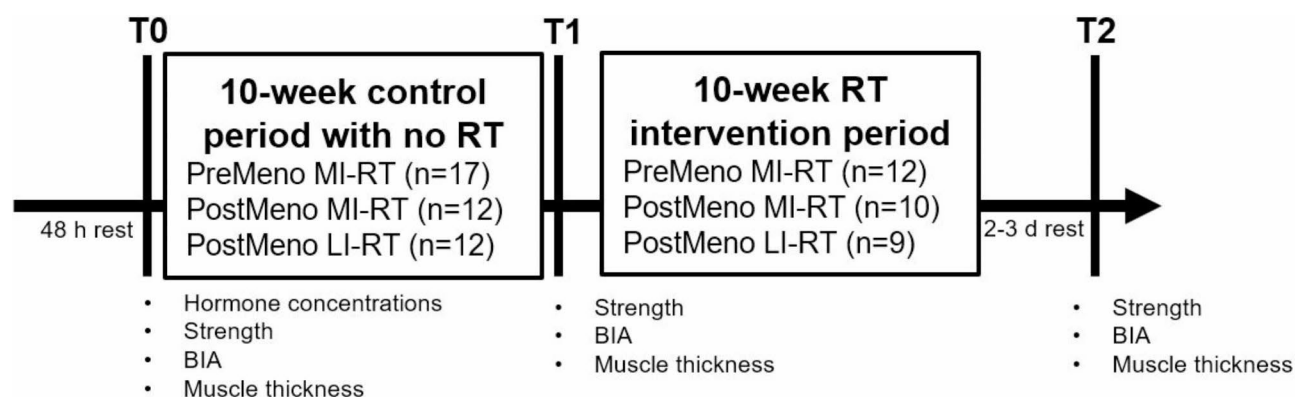 T0
T1
T2
10-week control
period with no RT
PreMeno MI-RT (n=17)
PostMeno MI-RT (n=12)
PostMeno LI-RT (n=12)
10-week RT
intervention period
PreMeno MI-RT (n=12)
PostMeno MI-RT (n=10)
PostMeno LI-RT (n=9)
48 h rest
2-3 d rest
• Hormone concentrations
• Strength
• BIA
• Muscle thickness
• Strength
• BIA
• Muscle thickness
• Strength
• BIA
• Muscle thickness